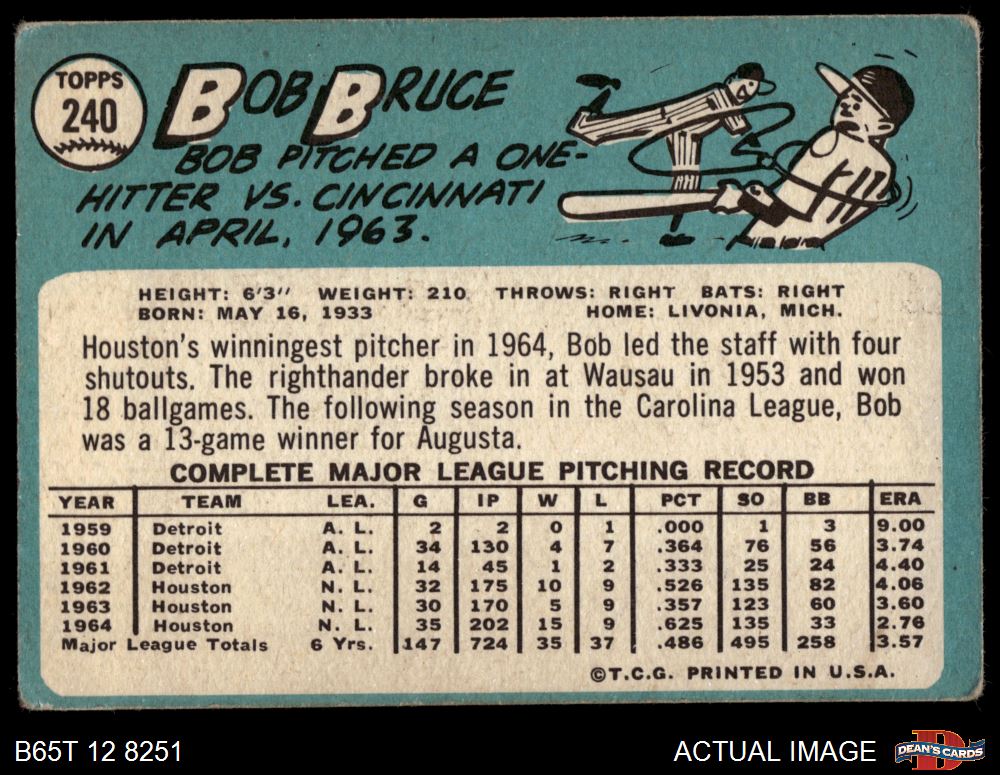 TOPPS
240
BOB BRUCE
BOB PITCHED A ONE-
HITTER VS. CINCINNATI
IN APRIL, 1963.
HEIGHT: 6'3" WEIGHT: 210 THROWS: RIGHT BATS: RIGHT
BORN: MAY 16, 1933 HOME: LIVONIA, MICH.
Houston's winningest pitcher in 1964, Bob led the staff with four
shutouts. The righthander broke in at Wausau in 1953 and won
18 ballgames. The following season in the Carolina League, Bob
was a 13-game winner for Augusta.
COMPLETE MAJOR LEAGUE PITCHING RECORD
YEAR TEAM LEA. G IP W L PCT SO BB ERA
1959 Detroit A. L. 2 2 0 1 .000 1 3 9.00
1960 Detroit A. L. 34 130 4 7 .364 76 56 3.74
1961 Detroit A. L. 14 45 1 2 .333 25 24 4.40
1962 Houston N. L. 32 175 10 9 .526 135 82 4.06
1963 Houston N. L. 30 170 5 9 .357 123 60 3.60
1964 Houston N. L. 35 202 15 9 .625 135 33 2.76
Major League Totals 6 Yrs. 147 724 35 37 .486 495 258 3.57
©T.C.G. PRINTED IN U.S.A.
B65T 12 8251 ACTUAL IMAGE DEAN'S CARDS